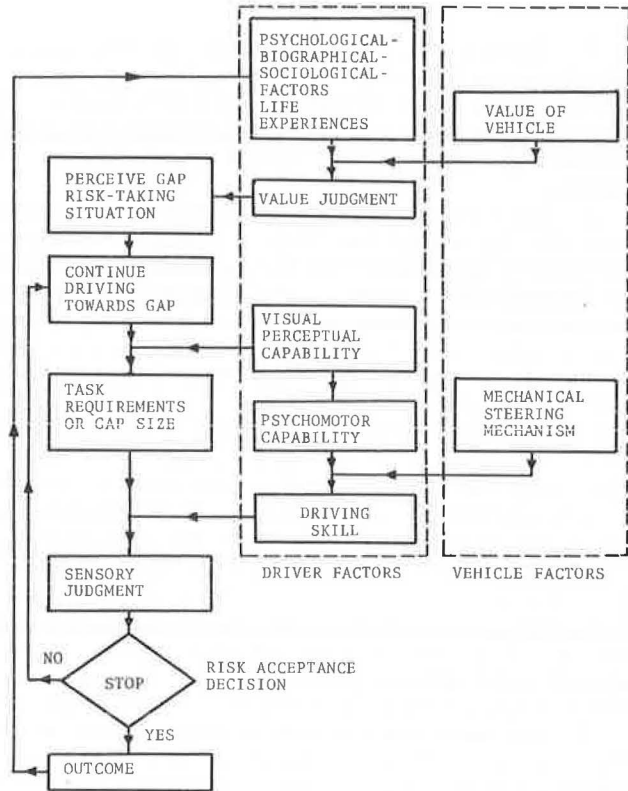 PSYCHOLOGICAL-
BIOGRAPHICAL-
SOCIOLOGICAL-
FACTORS
LIFE
EXPERIENCES
VALUE OF
VEHICLE
PERCEIVE GAP
RISK-TAKING
SITUATION
VALUE JUDGMENT
CONTINUE
DRIVING
TOWARDS GAP
VISUAL
PERCEPTUAL
CAPABILITY
TASK
REQUIREMENTS
OR GAP SIZE
PSYCHOMOTOR
CAPABILITY
MECHANICAL
STEERING
MECHANISM
DRIVING
SKILL
SENSORY
JUDGMENT
DRIVER FACTORS
VEHICLE FACTORS
NO
STOP
RISK ACCEPTANCE
DECISION
YES
OUTCOME